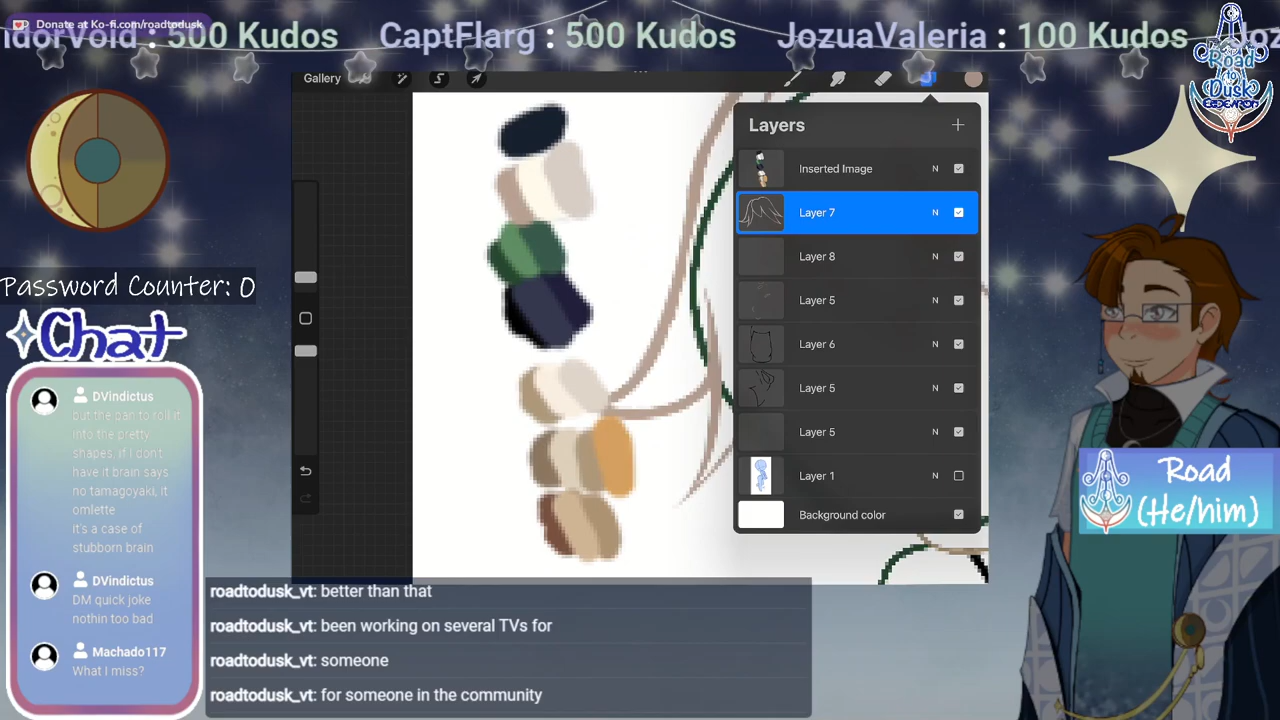 Donate at Ko-fi.com/roadtodusk
idorVoid : 500 Kudos CaptFlarg : 500 Kudos JozuaValeria : 100 Kudos Joz
Road
to
Dusk
Gallery
Layers
Inserted Image N
Layer 7 N
Layer 8 N
Layer 5 N
Layer 6 N
Layer 5 N
Layer 5 N
Layer 1 N
Background color
Password Counter: 0
Chat
DVindictus
but the pan to roll it
into the pretty
shapes, if I don't
have it brain says
no tamagoyaki, it
omlette
it's a case of
stubborn brain
DVindictus
DM quick joke
nothin too bad
Machado117
What I miss?
roadtodusk_vt: better than that
roadtodusk_vt: been working on several TVs for
roadtodusk_vt: someone
roadtodusk_vt: for someone in the community
Road
(He/him)